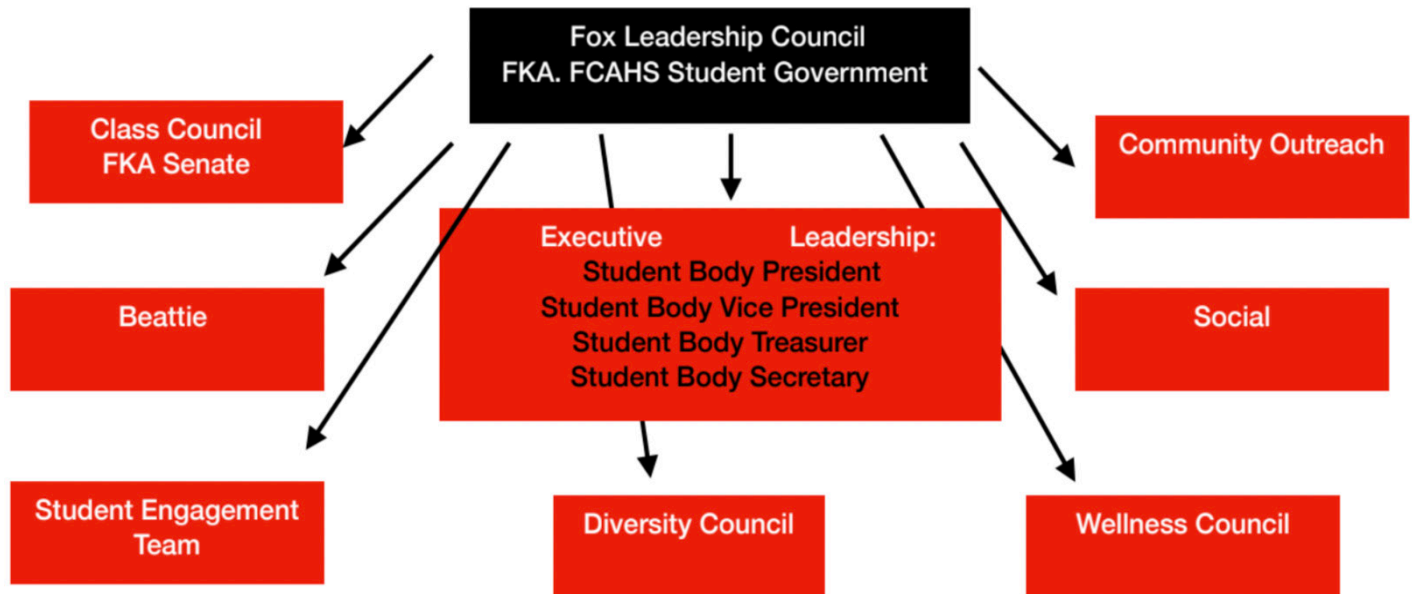 Fox Leadership Council
FKA. FCAHS Student Government
Class Council
FKA Senate
Community Outreach
Executive Leadership:
Student Body President
Student Body Vice President
Student Body Treasurer
Student Body Secretary
Beattie
Social
Student Engagement
Team
Diversity Council
Wellness Council